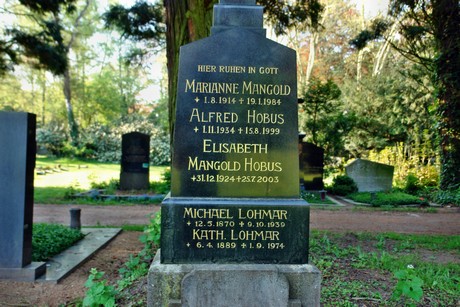 HIER RUHEN IN GOTT
MARIANNE MANGOLD
+ 1.8.1914 + 19.1.1984
ALFRED HOBUS
+ 1.11.1934 + 15.8.1999
ELISABETH
MANGOLD HOBUS
*31.12.1924 +25.7.2003
MICHAEL LOHMAR
+ 12.5.1870 + 9.10.1939
KATH. LOHMAR
+ 6.4.1889 + 1.9.1974